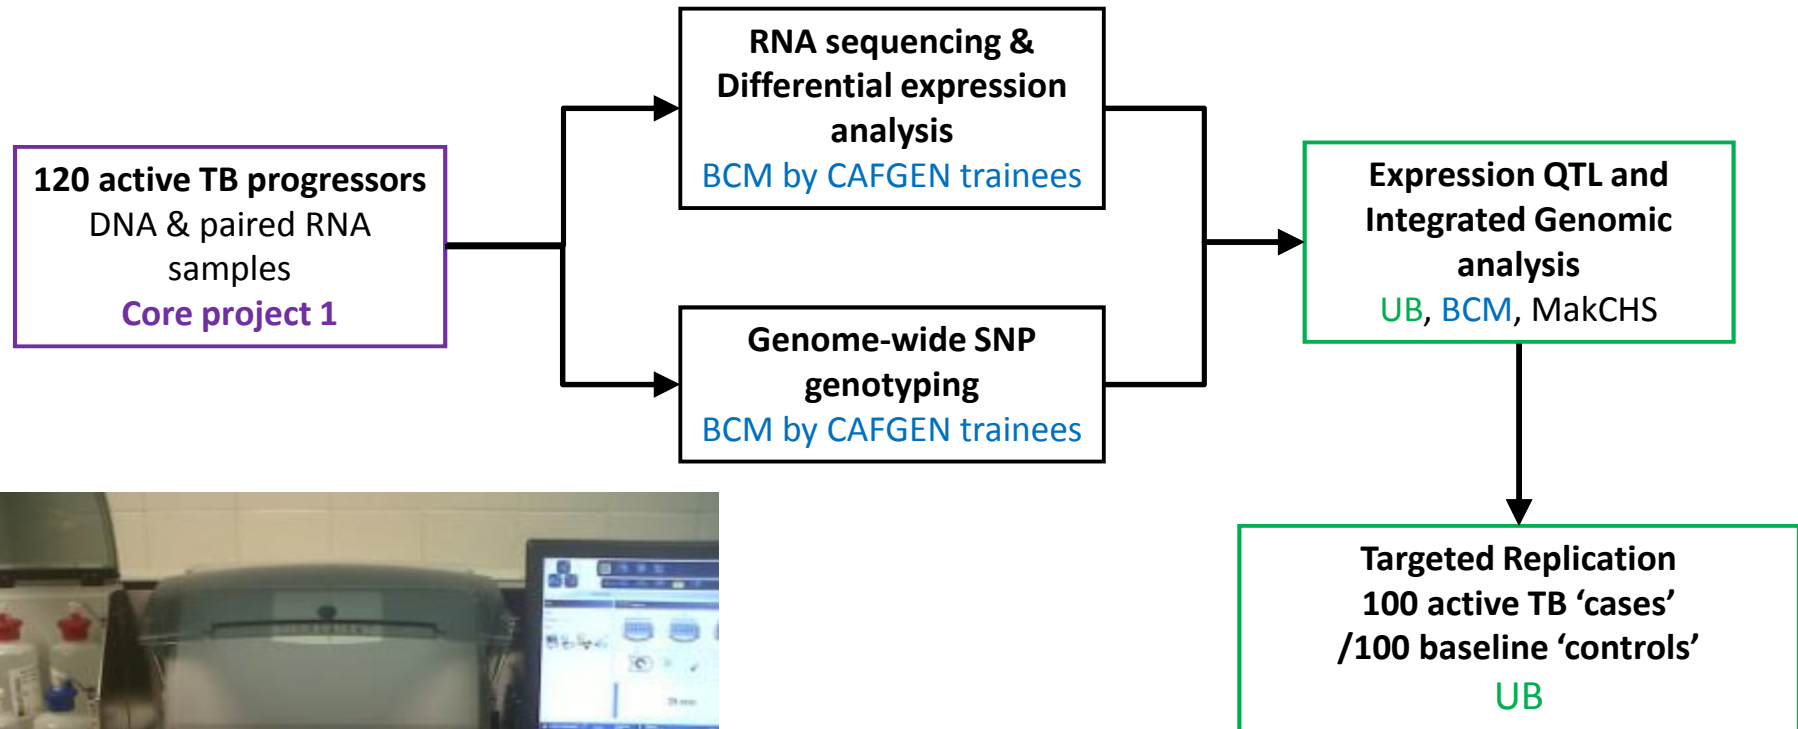 120 active TB progressors
DNA & paired RNA
samples
Core project 1
RNA sequencing &
Differential expression
analysis
BCM by CAFGEN trainees
Genome-wide SNP
genotyping
BCM by CAFGEN trainees
Expression QTL and
Integrated Genomic
analysis
UB, BCM, MakCHS
Targeted Replication
100 active TB ‘cases’
/100 baseline ‘controls’
UB